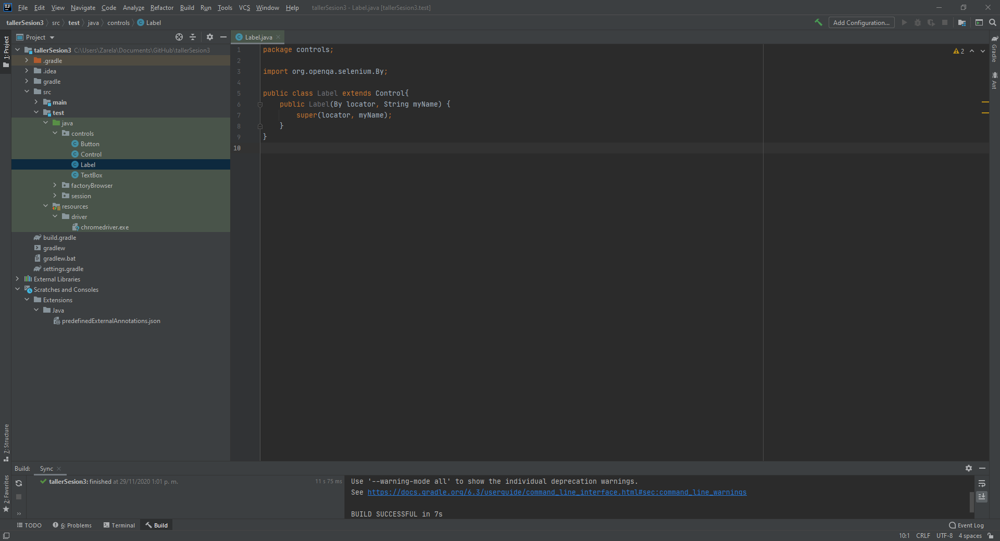 File Edit View Navigate Code Analyze Refactor Build Run Tools VCS Window Help tallerSesion3 - Label.java [tallerSesion3.test]
tallerSesion3 src test java controls Label Add Configuration...
1: Project
Project
tallerSesion3 C:\Users\Zarela\Documents\GitHub\tallerSesion3
.gradle
.idea
gradle
src
main
test
java
controls
Button
Control
Label
TextBox
factoryBrowser
session
resources
driver
chromedriver.exe
build.gradle
gradlew
gradlew.bat
settings.gradle
External Libraries
Scratches and Consoles
Extensions
Java
predefinedExternalAnnotations.json
Label.java
1 package controls;
2
3 import org.openqa.selenium.By;
4
5 public class Label extends Control{
6 public Label(By locator, String myName) {
7 super(locator, myName);
8 }
9 }
10
2
Gradle
Ant
7: Structure
2: Favorites
Build: Sync
tallerSesion3: finished at 29/11/2020 1:01 p. m. 11 s 75 ms
Use '--warning-mode all' to show the individual deprecation warnings.
See https://docs.gradle.org/6.3/userguide/command_line_interface.html#sec:command_line_warnings
BUILD SUCCESSFUL in 7s
TODO 6: Problems Terminal Build Event Log
10:1 CRLF UTF-8 4 spaces